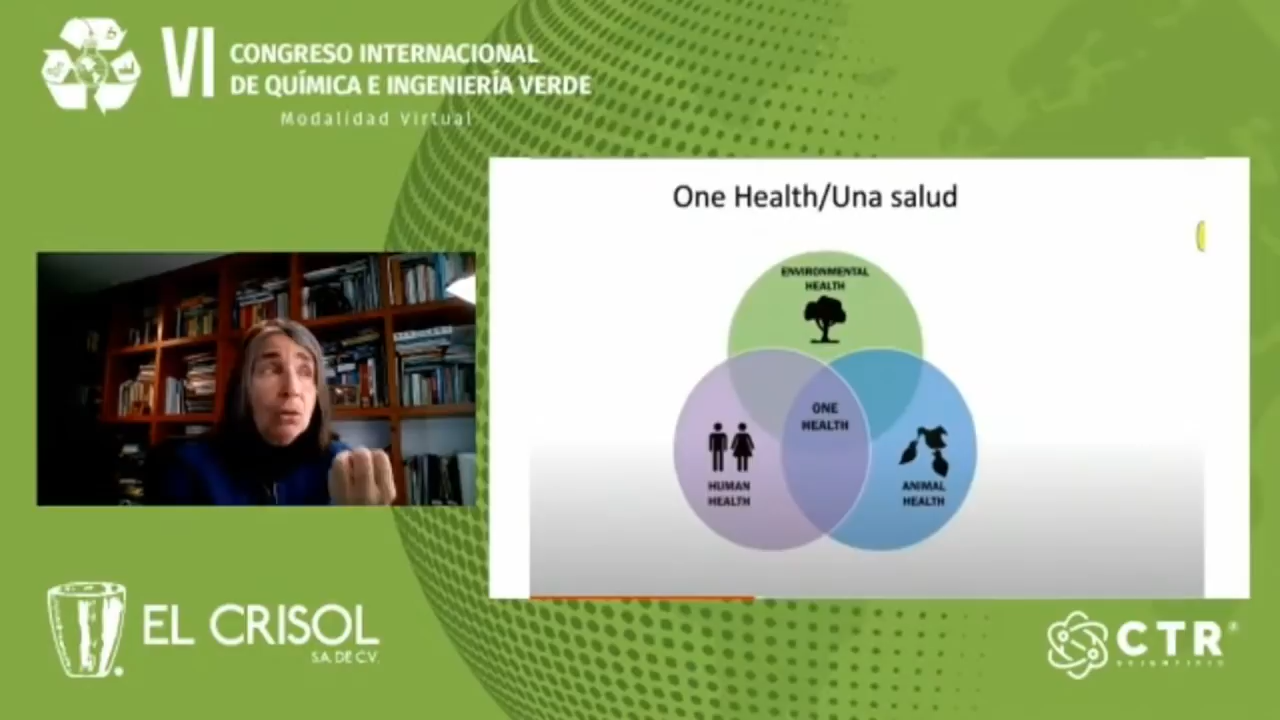 VI
CONGRESO INTERNACIONAL
DE QUÍMICA E INGENIERÍA VERDE
Modalidad Virtual
One Health/Una salud
ENVIRONMENTAL
HEALTH
ONE
HEALTH
HUMAN
HEALTH
ANIMAL
HEALTH
EL CRISOL
S.A. DE C.V.
CTR
SCIENTIFIC